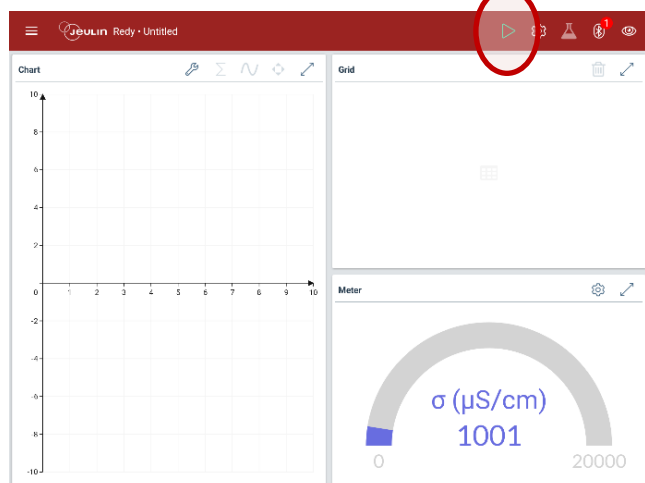 Jeulin Redy • Untitled
1
Chart
Grid
10
8
6
4
2
0 1 2 3 4 5 6 7 8 9 10
-2
-4
-6
-8
-10
Meter
σ (µS/cm)
1001
0 20000